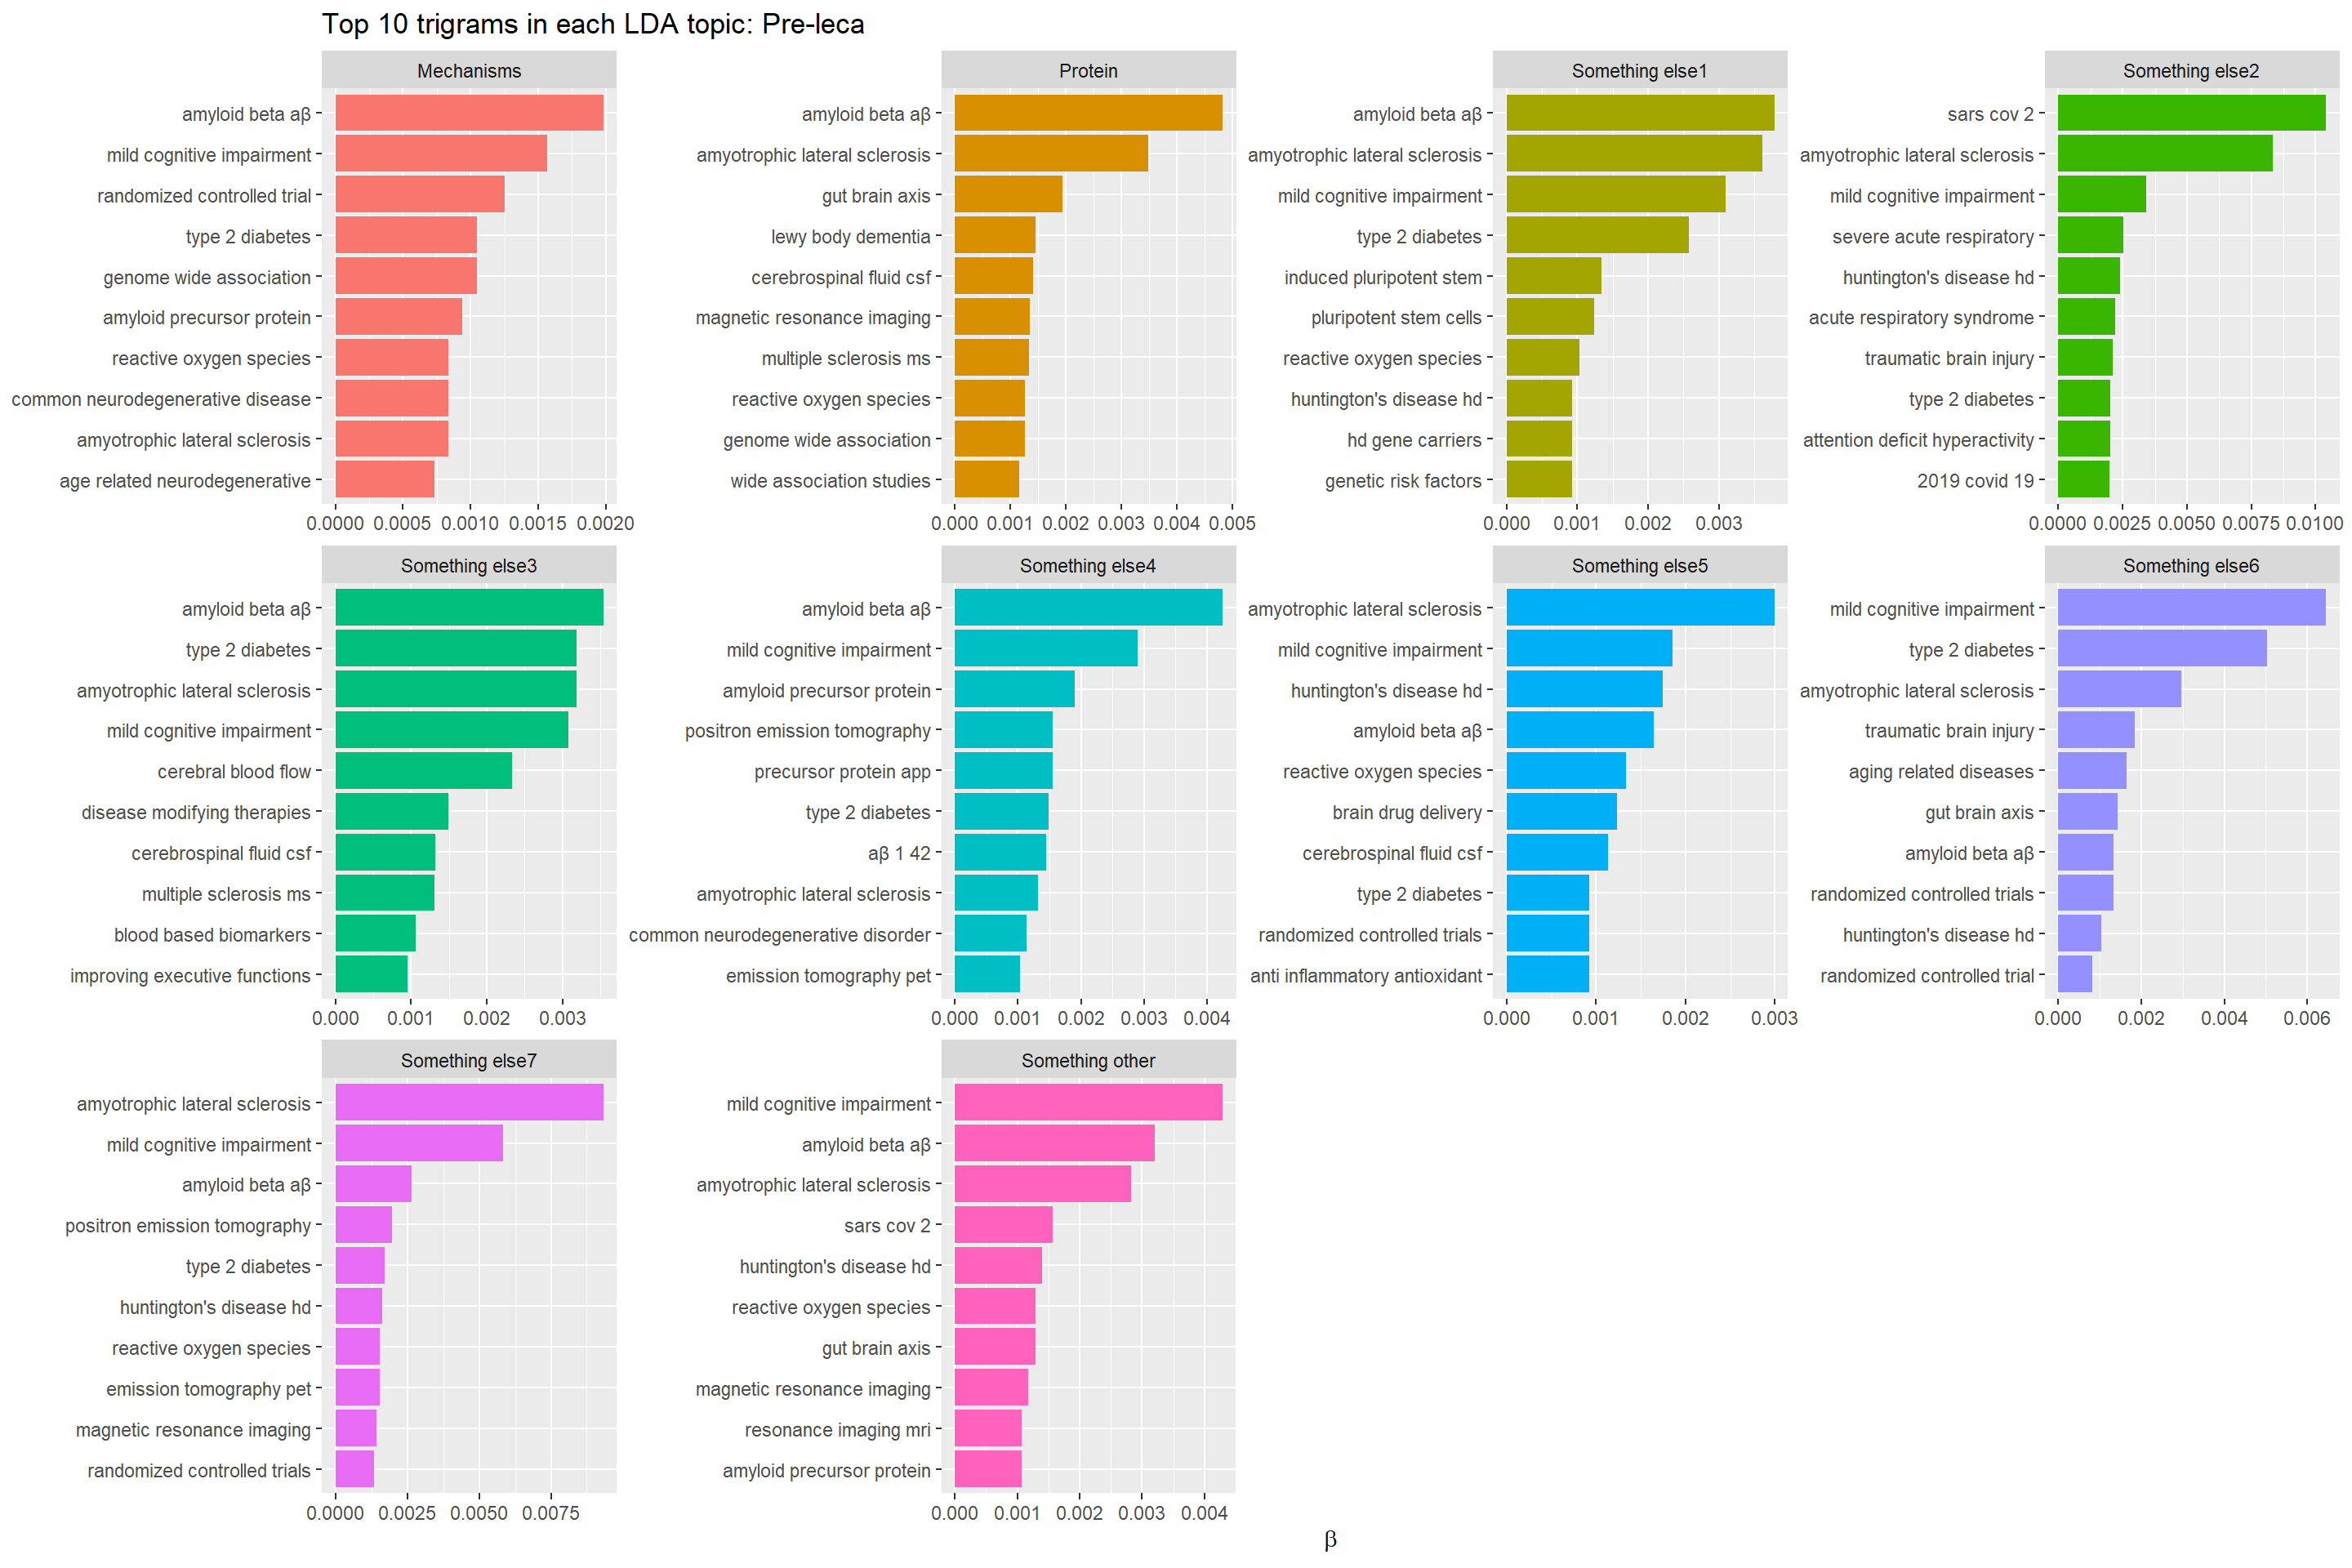 Top 10 trigrams in each LDA topic: Pre-leca
Mechanisms
amyloid beta aβ
mild cognitive impairment
randomized controlled trial
type 2 diabetes
genome wide association
amyloid precursor protein
reactive oxygen species
common neurodegenerative disease
amyotrophic lateral sclerosis
age related neurodegenerative
0.0000 0.0005 0.0010 0.0015 0.0020
Protein
amyloid beta aβ
amyotrophic lateral sclerosis
gut brain axis
lewy body dementia
cerebrospinal fluid csf
magnetic resonance imaging
multiple sclerosis ms
reactive oxygen species
genome wide association
wide association studies
0.000 0.001 0.002 0.003 0.004 0.005
Something else1
amyloid beta aβ
amyotrophic lateral sclerosis
mild cognitive impairment
type 2 diabetes
induced pluripotent stem
pluripotent stem cells
reactive oxygen species
huntington's disease hd
hd gene carriers
genetic risk factors
0.000 0.001 0.002 0.003
Something else2
sars cov 2
amyotrophic lateral sclerosis
mild cognitive impairment
severe acute respiratory
huntington's disease hd
acute respiratory syndrome
traumatic brain injury
type 2 diabetes
attention deficit hyperactivity
2019 covid 19
0.0000 0.0025 0.0050 0.0075 0.0100
Something else3
amyloid beta aβ
type 2 diabetes
amyotrophic lateral sclerosis
mild cognitive impairment
cerebral blood flow
disease modifying therapies
cerebrospinal fluid csf
multiple sclerosis ms
blood based biomarkers
improving executive functions
0.000 0.001 0.002 0.003
Something else4
amyloid beta aβ
mild cognitive impairment
amyloid precursor protein
positron emission tomography
precursor protein app
type 2 diabetes
aβ 1 42
amyotrophic lateral sclerosis
common neurodegenerative disorder
emission tomography pet
0.000 0.001 0.002 0.003 0.004
Something else5
amyotrophic lateral sclerosis
mild cognitive impairment
huntington's disease hd
amyloid beta aβ
reactive oxygen species
brain drug delivery
cerebrospinal fluid csf
type 2 diabetes
randomized controlled trials
anti inflammatory antioxidant
0.000 0.001 0.002 0.003
Something else6
mild cognitive impairment
type 2 diabetes
amyotrophic lateral sclerosis
traumatic brain injury
aging related diseases
gut brain axis
amyloid beta aβ
randomized controlled trials
huntington's disease hd
randomized controlled trial
0.000 0.002 0.004 0.006
Something else7
amyotrophic lateral sclerosis
mild cognitive impairment
amyloid beta aβ
positron emission tomography
type 2 diabetes
huntington's disease hd
reactive oxygen species
emission tomography pet
magnetic resonance imaging
randomized controlled trials
0.0000 0.0025 0.0050 0.0075
Something other
mild cognitive impairment
amyloid beta aβ
amyotrophic lateral sclerosis
sars cov 2
huntington's disease hd
reactive oxygen species
gut brain axis
magnetic resonance imaging
resonance imaging mri
amyloid precursor protein
0.000 0.001 0.002 0.003 0.004
β